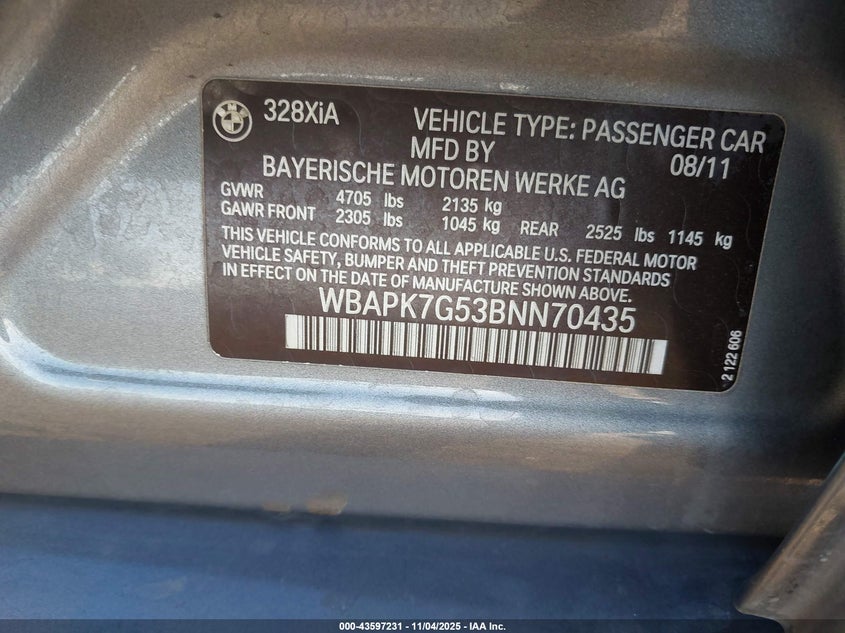 328XiA
VEHICLE TYPE: PASSENGER CAR
MFD BY 08/11
BAYERISCHE MOTOREN WERKE AG
GVWR 4705 lbs 2135 kg
GAWR FRONT 2305 lbs 1045 kg REAR 2525 lbs 1145 kg
THIS VEHICLE CONFORMS TO ALL APPLICABLE U.S. FEDERAL MOTOR
VEHICLE SAFETY, BUMPER AND THEFT PREVENTION STANDARDS
IN EFFECT ON THE DATE OF MANUFACTURE SHOWN ABOVE.
WBAPK7G53BNN70435
2 122 606
000-43597231 - 11/04/2025 - IAA Inc.